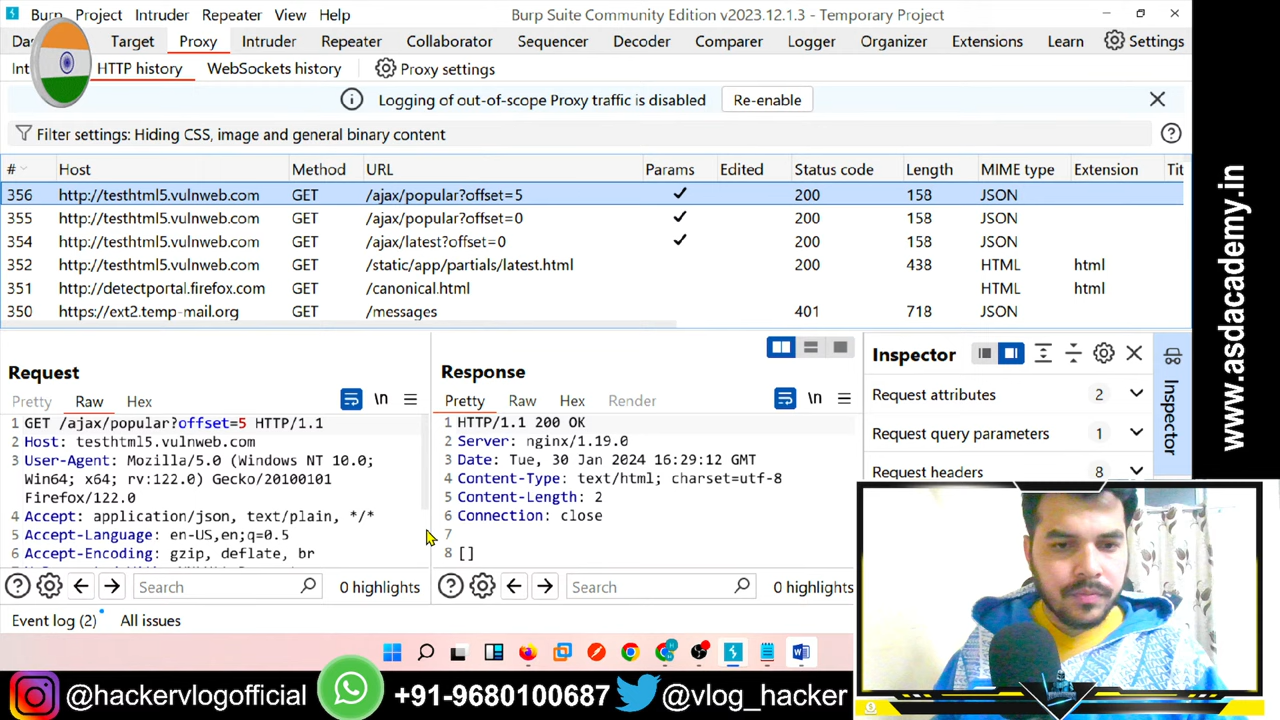 Burp Project Intruder Repeater View Help Burp Suite Community Edition v2023.12.1.3 - Temporary Project
Target Proxy Intruder Repeater Collaborator Sequencer Decoder Comparer Logger Organizer Extensions Learn Settings
HTTP history WebSockets history Proxy settings
Logging of out-of-scope Proxy traffic is disabled Re-enable
Filter settings: Hiding CSS, image and general binary content
# Host Method URL Params Edited Status code Length MIME type Extension Tit
356 http://testhtml5.vulnweb.com GET /ajax/popular?offset=5 ✓ 200 158 JSON
355 http://testhtml5.vulnweb.com GET /ajax/popular?offset=0 ✓ 200 158 JSON
354 http://testhtml5.vulnweb.com GET /ajax/latest?offset=0 ✓ 200 158 JSON
352 http://testhtml5.vulnweb.com GET /static/app/partials/latest.html 200 438 HTML html
351 http://detectportal.firefox.com GET /canonical.html HTML html
350 https://ext2.temp-mail.org GET /messages 401 718 JSON
Request
Pretty Raw Hex \n
1 GET /ajax/popular?offset=5 HTTP/1.1
2 Host: testhtml5.vulnweb.com
3 User-Agent: Mozilla/5.0 (Windows NT 10.0;
Win64; x64; rv:122.0) Gecko/20100101
Firefox/122.0
4 Accept: application/json, text/plain, */*
5 Accept-Language: en-US,en;q=0.5
6 Accept-Encoding: gzip, deflate, br
Search 0 highlights
Response
Pretty Raw Hex Render \n
1 HTTP/1.1 200 OK
2 Server: nginx/1.19.0
3 Date: Tue, 30 Jan 2024 16:29:12 GMT
4 Content-Type: text/html; charset=utf-8
5 Content-Length: 2
6 Connection: close
7
8 []
Search 0 highlights
Inspector
Request attributes 2
Request query parameters 1
Request headers 8
Inspector
Event log (2) All issues
www.asdacademy.in
@hackervlogofficial +91-9680100687 @vlog_hacker